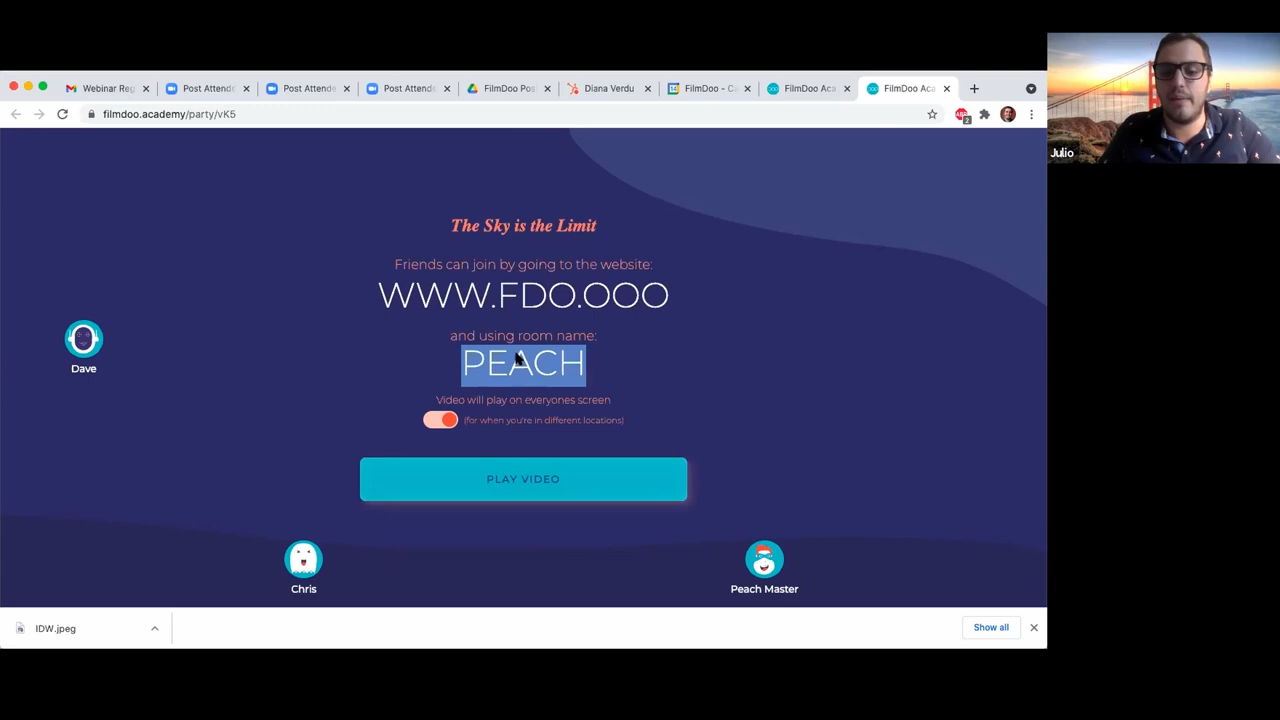 Webinar Reg
Post Attende
Post Attende
Post Attende
FilmDoo Pos
Diana Verdu
FilmDoo - Ca
FilmDoo Aca
FilmDoo Aca
filmdoo.academy/party/vK5
2
Julio
The Sky is the Limit
Friends can join by going to the website:
WWW.FDO.OOO
and using room name:
PEACH
Video will play on everyones screen
(for when you're in different locations)
Dave
PLAY VIDEO
Chris
Peach Master
IDW.jpeg
Show all